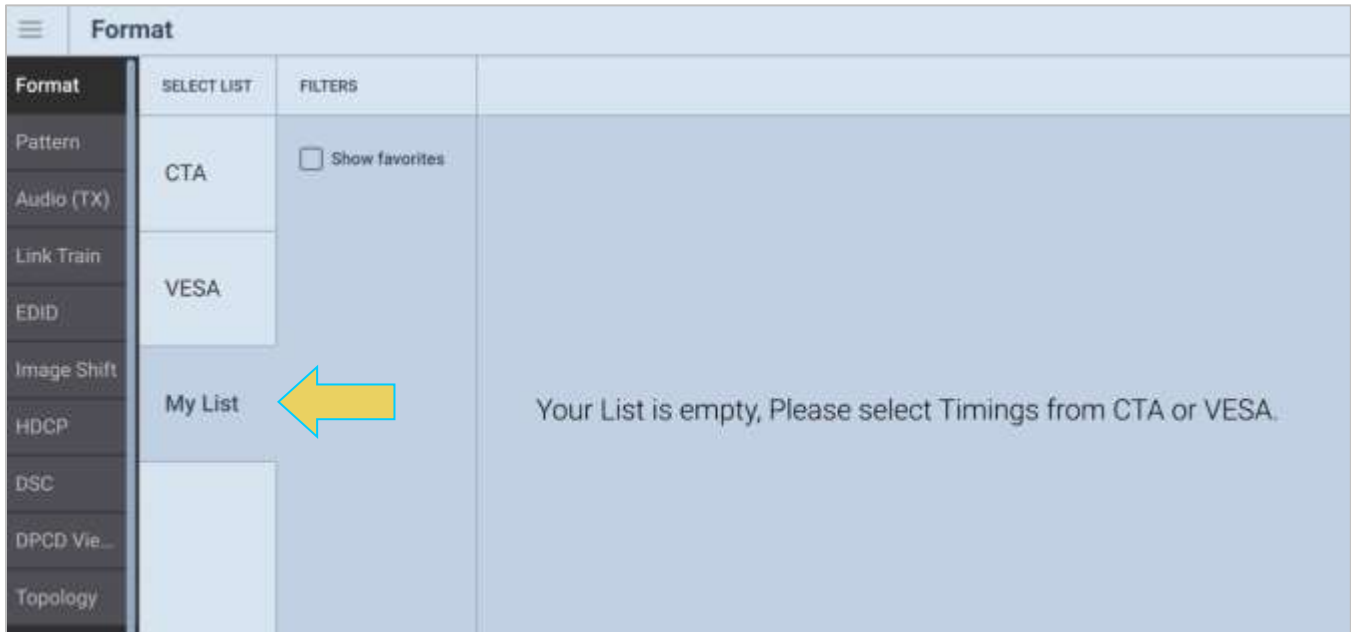 Format
Format
Pattern
Audio (TX)
Link Train
EDID
Image Shift
HDCP
DSC
DPCD Vie...
Topology
SELECT LIST
CTA
VESA
My List
FILTERS
Show favorites
Your List is empty, Please select Timings from CTA or VESA.